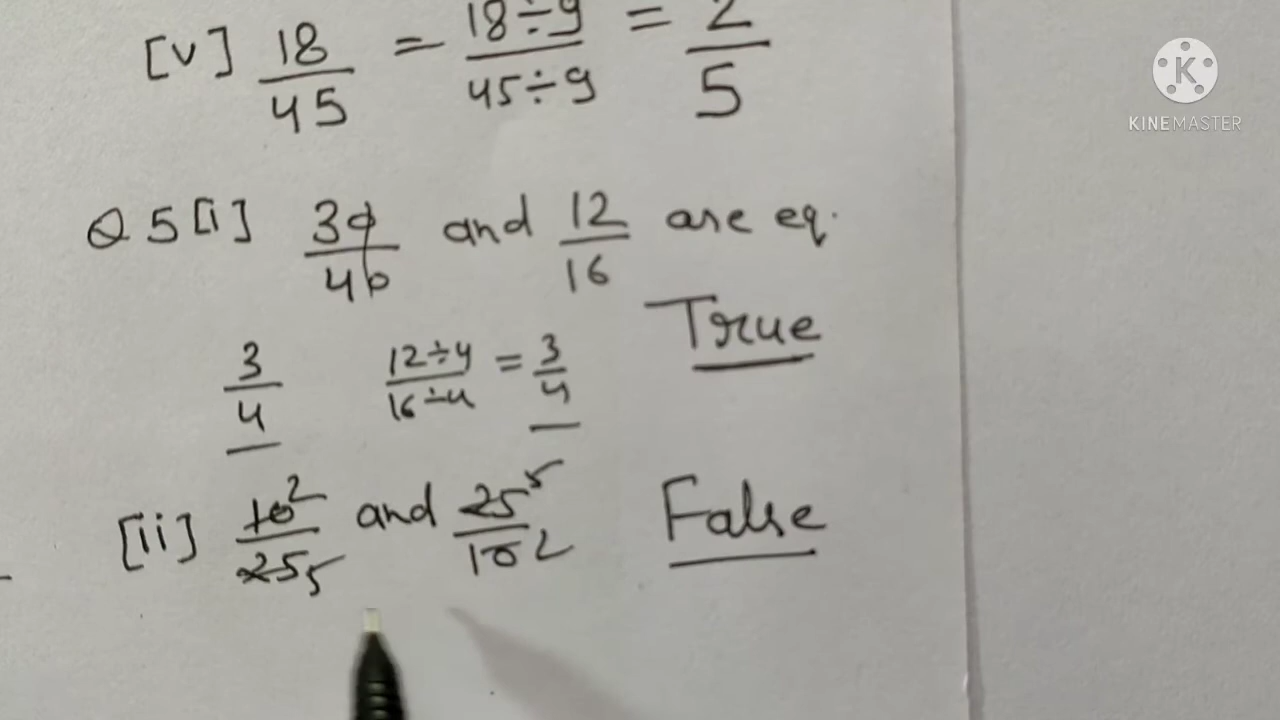 [v] 18/45 = 18÷9/45÷9 = 2/5
KINEMASTER
Q5[i] 30/40 and 12/16 are eq.
True
3/4 12÷4/16÷4 = 3/4
[ii] 10 2/25 5 and 25 5/10 2 False